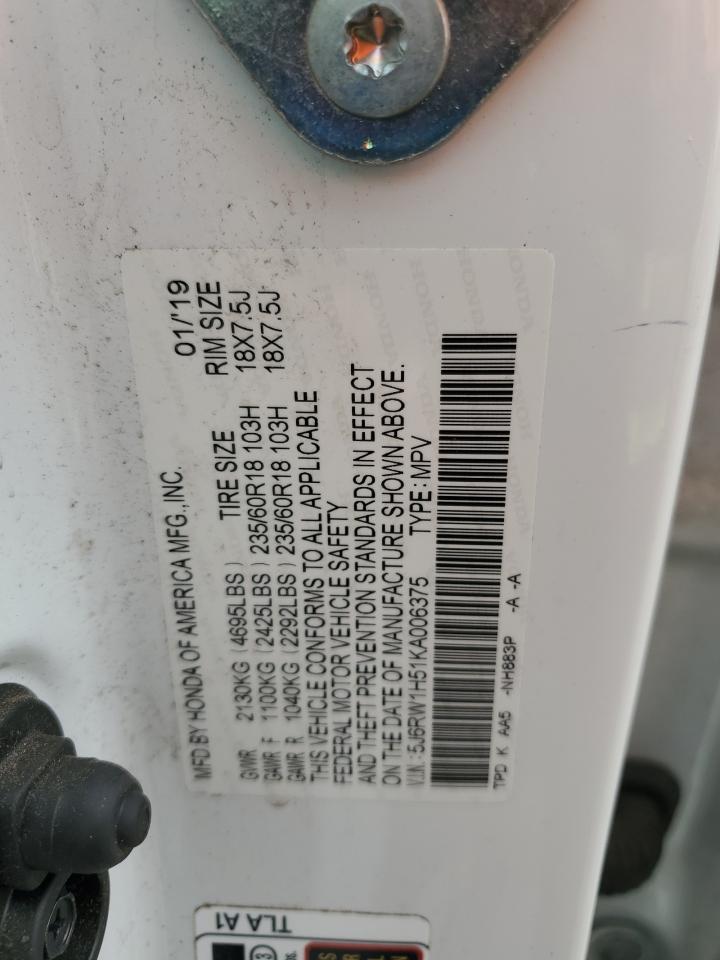 MFD BY HONDA OF AMERICA MFG.,INC. 01/'19
TIRE SIZE RIM SIZE
GVWR 2130KG (4695LBS)
GAWR F 1100KG (2425LBS) 235/60R18 103H 18X7.5J
GAWR R 1040KG (2292LBS) 235/60R18 103H 18X7.5J
THIS VEHICLE CONFORMS TO ALL APPLICABLE
FEDERAL MOTOR VEHICLE SAFETY
AND THEFT PREVENTION STANDARDS IN EFFECT
ON THE DATE OF MANUFACTURE SHOWN ABOVE.
V.I.N.: 5J6RW1H51KA006375 TYPE: MPV
TPD K AA5 -NH883P -A -A
TLA A1